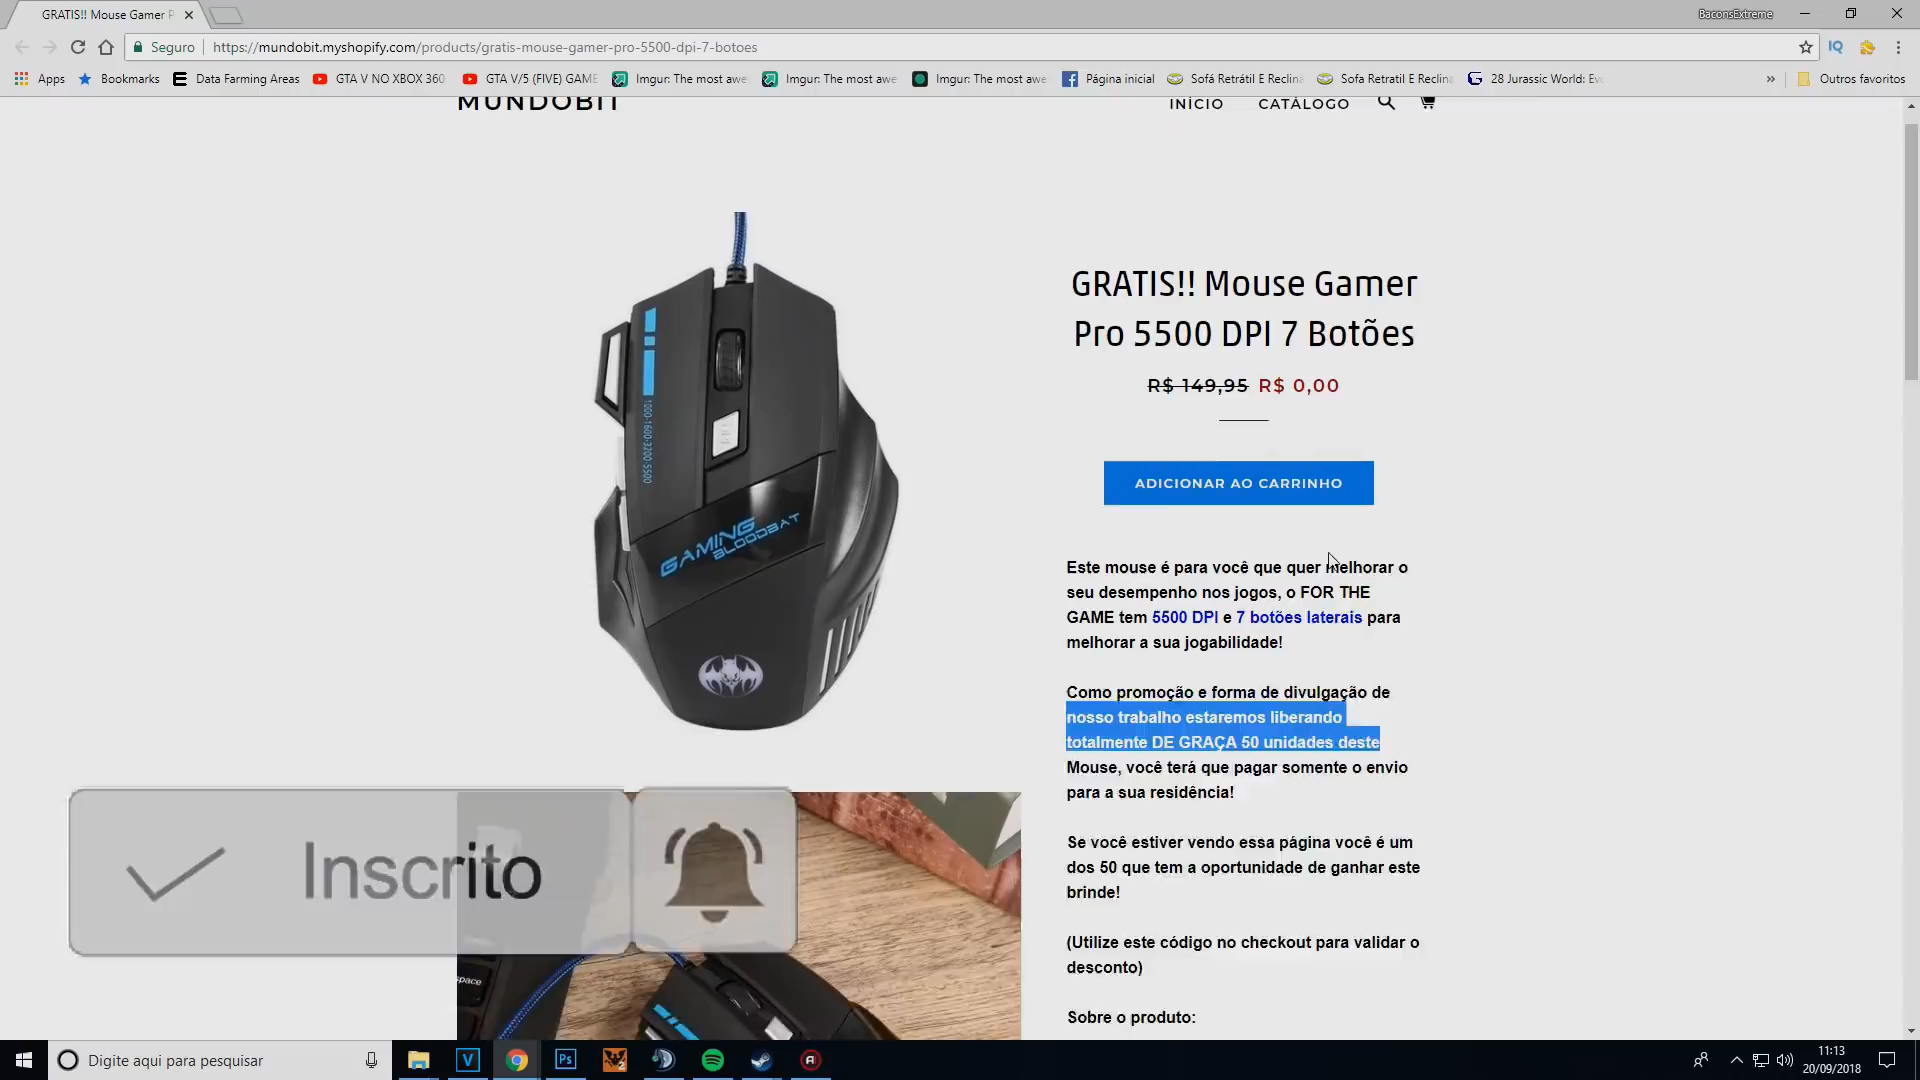 GRATIS!! Mouse Gamer P
BaconsExtreme
Seguro
https://mundobit.myshopify.com/products/gratis-mouse-gamer-pro-5500-dpi-7-botoes
Apps
Bookmarks
Data Farming Areas
GTA V NO XBOX 360
GTA V/5 (FIVE) GAME
Imgur: The most awe
Imgur: The most awe
Imgur: The most awe
Página inicial
Sofá Retrátil E Reclina
Sofa Retratil E Reclina
28 Jurassic World: Evo
Outros favoritos
MUNDOBIT
INÍCIO
CATÁLOGO
GRATIS!! Mouse Gamer
Pro 5500 DPI 7 Botões
R$ 149,95 R$ 0,00
ADICIONAR AO CARRINHO
1000-1600-3200-5500
GAMING
BLOODBAT
Este mouse é para você que quer melhorar o
seu desempenho nos jogos, o FOR THE
GAME tem 5500 DPI e 7 botões laterais para
melhorar a sua jogabilidade!
Como promoção e forma de divulgação de
nosso trabalho estaremos liberando
totalmente DE GRAÇA 50 unidades deste
Mouse, você terá que pagar somente o envio
para a sua residência!
Se você estiver vendo essa página você é um
dos 50 que tem a oportunidade de ganhar este
brinde!
(Utilize este código no checkout para validar o
desconto)
Sobre o produto:
Inscrito
space
Digite aqui para pesquisar
11:13
20/09/2018